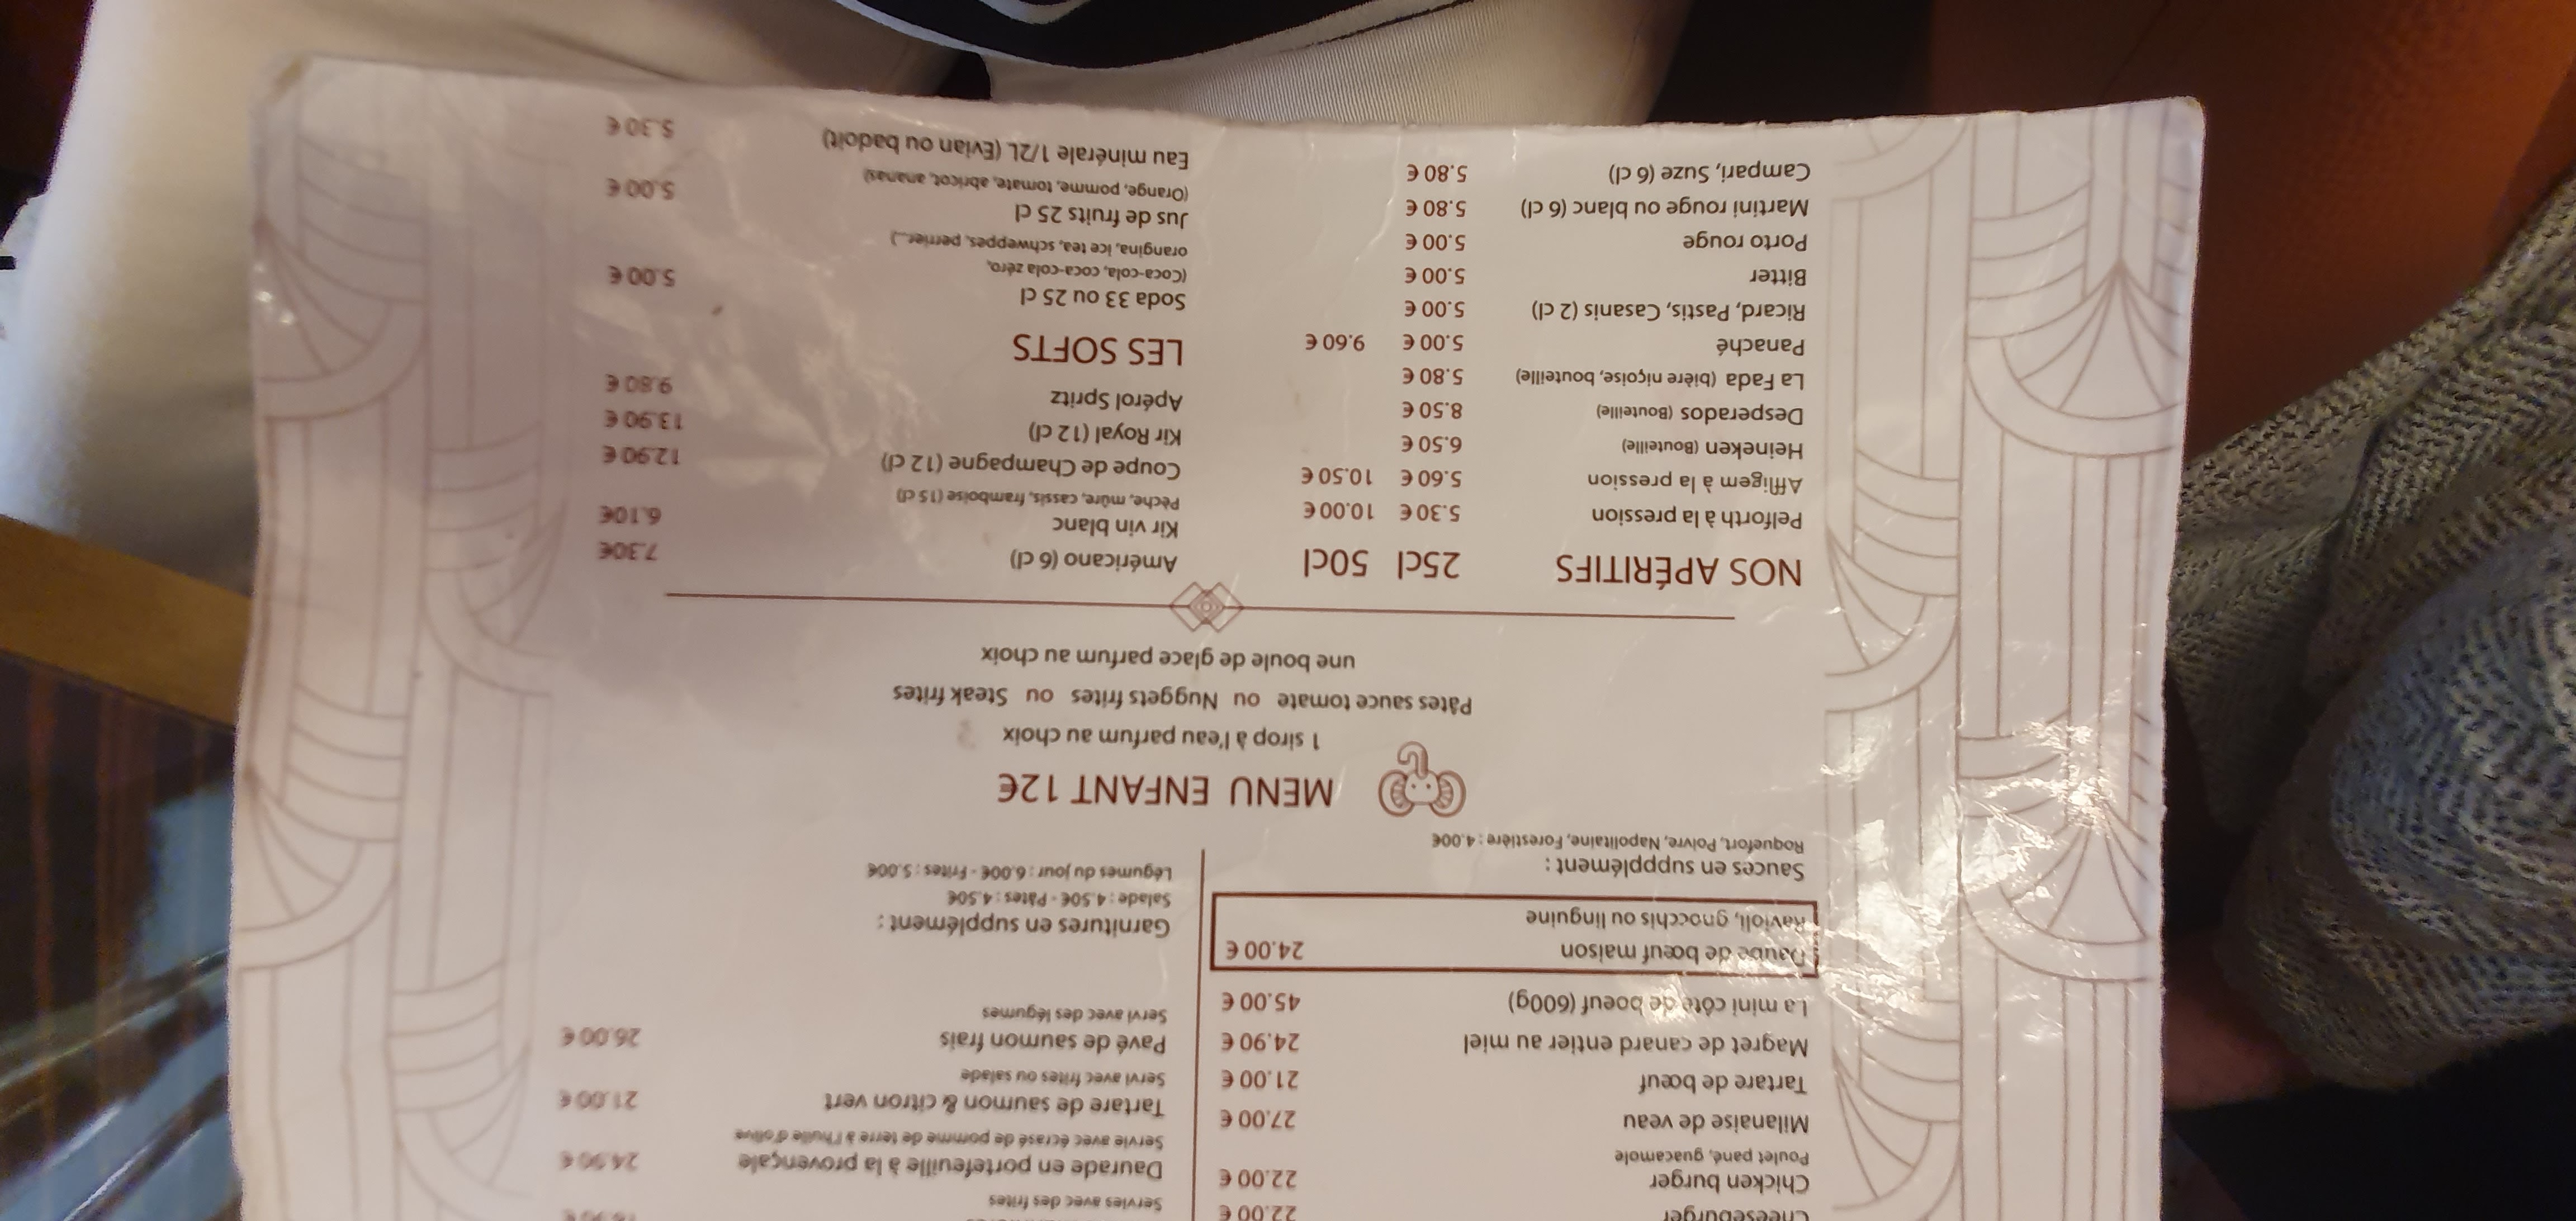 Cheeseburger 22.00 €
Chicken burger 22.00 €
Poulet pané, guacamole
Milanaise de veau 27.00 €
Tartare de bœuf 21.00 €
Magret de canard entier au miel 24.90 €
La mini côte de boeuf (600g) 45.00 €
Daube de bœuf maison 24.00 €
Ravioli, gnocchis ou linguine
Sauces en suppplément :
Roquefort, Poivre, Napolitaine, Forestière : 4.00€
Servies avec des frites
Daurade en portefeuille à la provençale 24.90 €
Servie avec écrasé de pomme de terre à l'huile d'olive
Tartare de saumon & citron vert 21.00 €
Servi avec frites ou salade
Pavé de saumon frais 26.00 €
Servi avec des légumes
Garnitures en supplément :
Salade : 4.50€ - Pâtes : 4.50€
Légumes du jour : 6.00€ - Frites : 5.00€
MENU ENFANT 12€
1 sirop à l'eau parfum au choix
Pâtes sauce tomate ou Nuggets frites ou Steak frites
une boule de glace parfum au choix
NOS APÉRITIFS 25cl 50cl
Pelforth à la pression 5.30 € 10.00 €
Affligem à la pression 5.60 € 10.50 €
Heineken (Bouteille) 6.50 €
Desperados (Bouteille) 8.50 €
La Fada (bière niçoise, bouteille) 5.80 €
Panaché 5.00 € 9.60 €
Ricard, Pastis, Casanis (2 cl) 5.00 €
Bitter 5.00 €
Porto rouge 5.00 €
Martini rouge ou blanc (6 cl) 5.80 €
Campari, Suze (6 cl) 5.80 €
Américano (6 cl) 7.30€
Kir vin blanc 6.10€
Pêche, mûre, cassis, framboise (15 cl)
Coupe de Champagne (12 cl) 12.90 €
Kir Royal (12 cl) 13.90 €
Apérol Spritz 9.80 €
LES SOFTS
Soda 33 ou 25 cl 5.00 €
(Coca-cola, coca-cola zéro,
orangina, ice tea, schweppes, perrier...)
Jus de fruits 25 cl 5.00 €
(Orange, pomme, tomate, abricot, ananas)
Eau minérale 1/2L (Evian ou badoit) 5.30 €